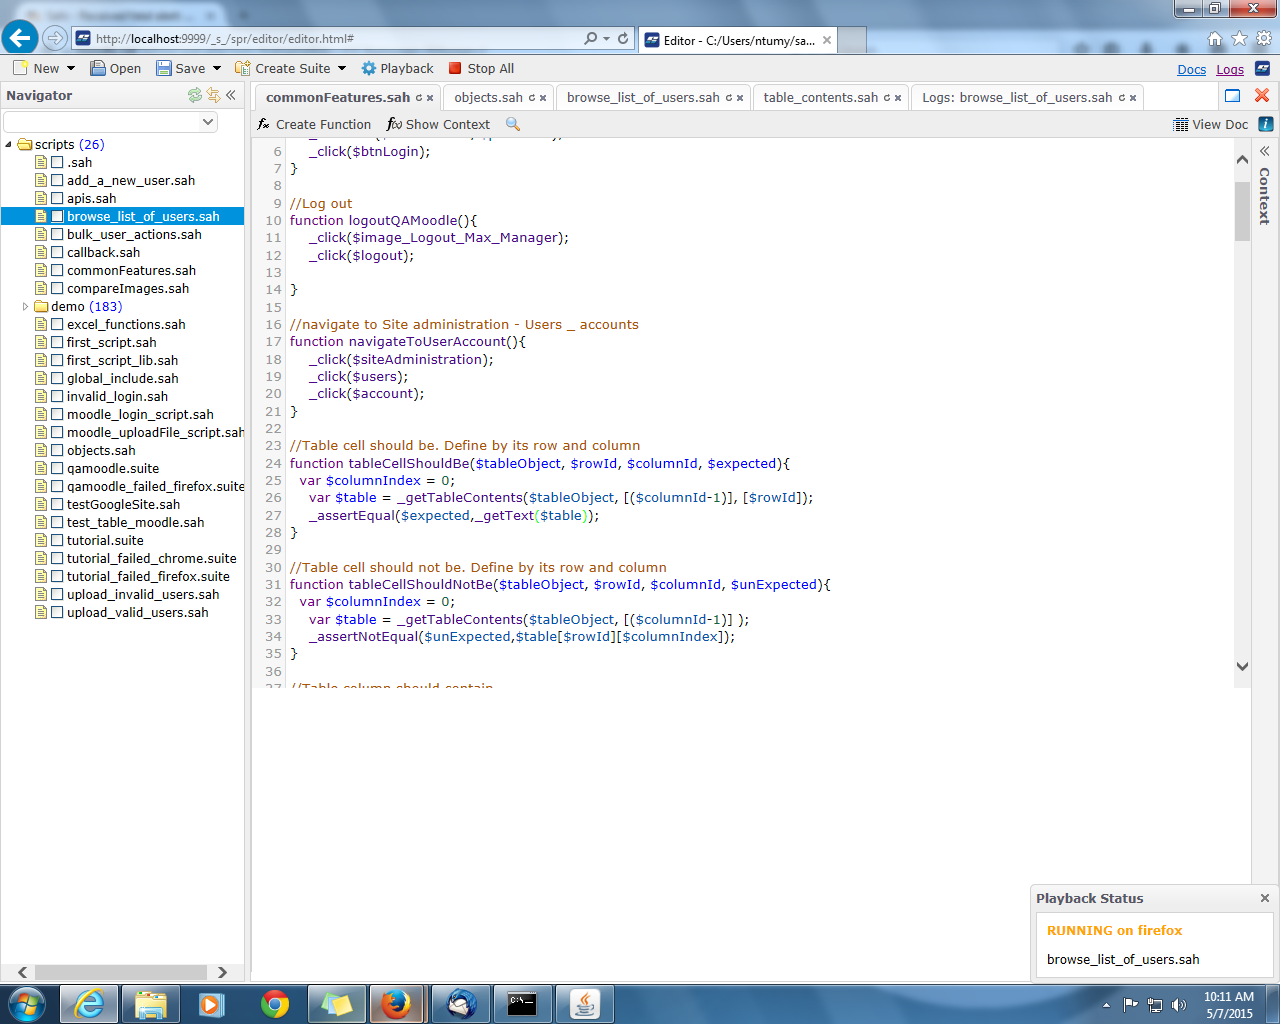 http://localhost:9999/_s_/spr/editor/editor.html#
Editor - C:/Users/ntumy/sa...
New Open Save Create Suite Playback Stop All Docs Logs
Navigator
commonFeatures.sah objects.sah browse_list_of_users.sah table_contents.sah Logs: browse_list_of_users.sah
Create Function Show Context View Doc
scripts (26)
.sah
add_a_new_user.sah
apis.sah
browse_list_of_users.sah
bulk_user_actions.sah
callback.sah
commonFeatures.sah
compareImages.sah
demo (183)
excel_functions.sah
first_script.sah
first_script_lib.sah
global_include.sah
invalid_login.sah
moodle_login_script.sah
moodle_uploadFile_script.sah
objects.sah
qamoodle.suite
qamoodle_failed_firefox.suite
testGoogleSite.sah
test_table_moodle.sah
tutorial.suite
tutorial_failed_chrome.suite
tutorial_failed_firefox.suite
upload_invalid_users.sah
upload_valid_users.sah
6 _click($btnLogin);
7 }
8
9 //Log out
10 function logoutQAMoodle(){
11 _click($image_Logout_Max_Manager);
12 _click($logout);
13
14 }
15
16 //navigate to Site administration - Users _ accounts
17 function navigateToUserAccount(){
18 _click($siteAdministration);
19 _click($users);
20 _click($account);
21 }
22
23 //Table cell should be. Define by its row and column
24 function tableCellShouldBe($tableObject, $rowId, $columnId, $expected){
25 var $columnIndex = 0;
26 var $table = _getTableContents($tableObject, [($columnId-1)], [$rowId]);
27 _assertEqual($expected,_getText($table));
28 }
29
30 //Table cell should not be. Define by its row and column
31 function tableCellShouldNotBe($tableObject, $rowId, $columnId, $unExpected){
32 var $columnIndex = 0;
33 var $table = _getTableContents($tableObject, [($columnId-1)] );
34 _assertNotEqual($unExpected,$table[$rowId][$columnIndex]);
35 }
36
37 //Table column should contain
Context
Playback Status
RUNNING on firefox
browse_list_of_users.sah
10:11 AM
5/7/2015